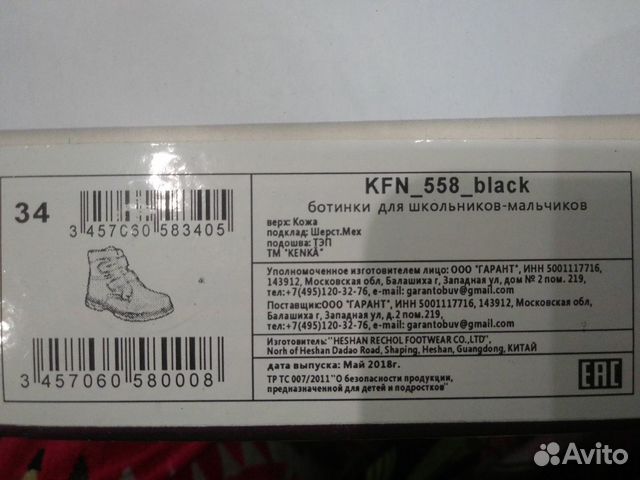 34
3 457060 583405
3 457060 580008
KFN_558_black
ботинки для школьников-мальчиков
верх: Кожа
подклад: Шерст.Мех
подошва: ТЭП
ТМ "KENKÄ"
Уполномоченное изготовителем лицо: ООО "ГАРАНТ", ИНН 5001117716,
143912, Московская обл, Балашиха г, Западная ул, дом № 2 пом. 219,
тел:+7(495)120-32-76, e-mail: garantobuv@gmail.com
Поставщик:ООО "ГАРАНТ", ИНН 5001117716, 143912, Московская обл,
Балашиха г, Западная ул, д.2 пом. 219,
тел:+7(495)120-32-76, e-mail: garantobuv@gmail.com
Изготовитель: "HESHAN RECHOL FOOTWEAR CO.,LTD",
Norh of Heshan Dadao Road, Shaping, Heshan, Guangdong, КИТАЙ
дата выпуска: Май 2018г.
ТР ТС 007/2011 "О безопасности продукции,
предназначенной для детей и подростков"
EAC
Avito